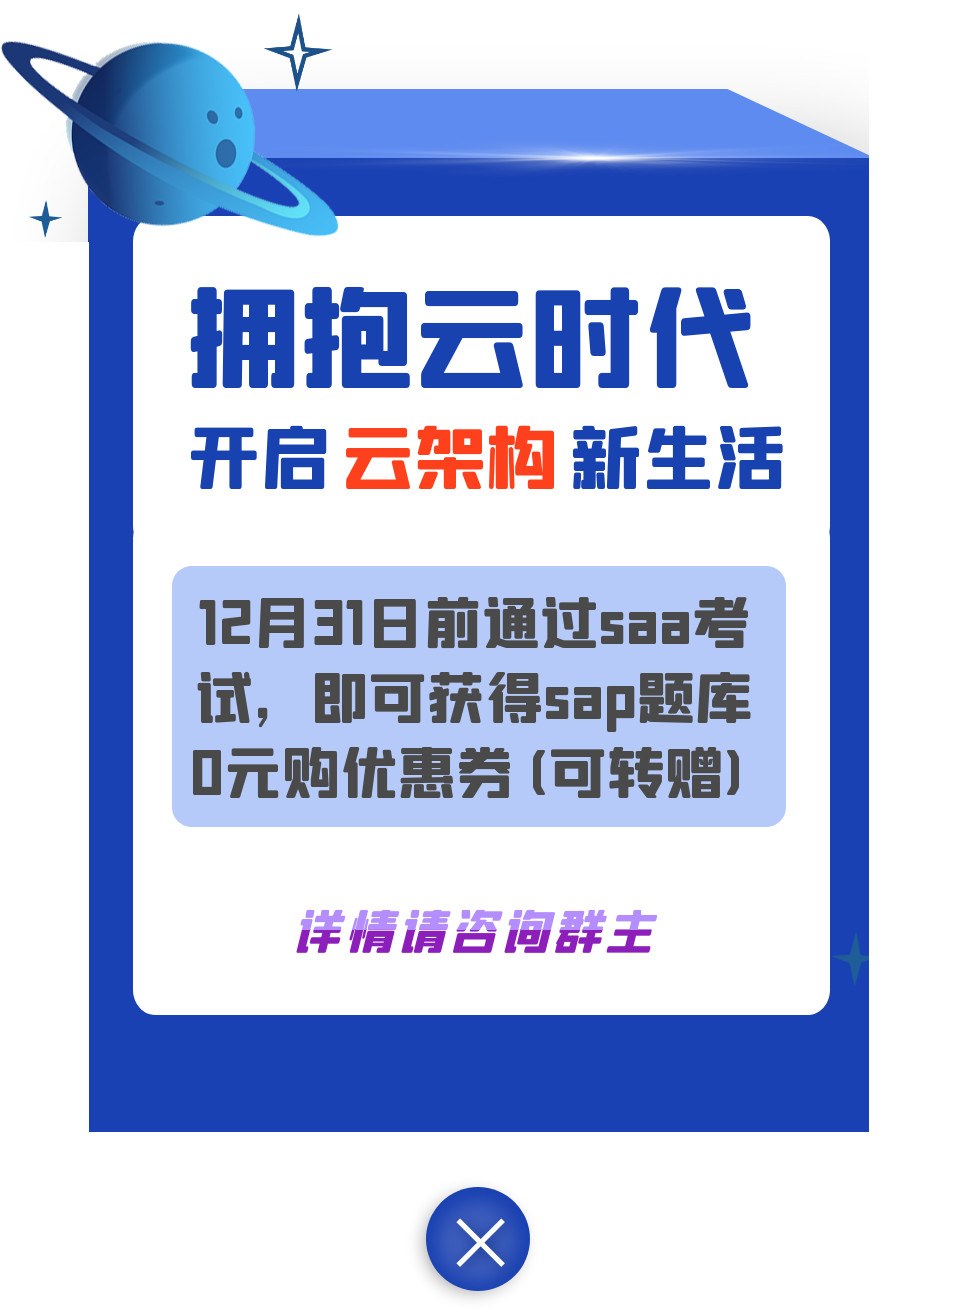 拥抱云时代
开启 云架构 新生活
12月31日前通过saa考
试，即可获得sap题库
0元购优惠券（可转赠）
详情请咨询群主